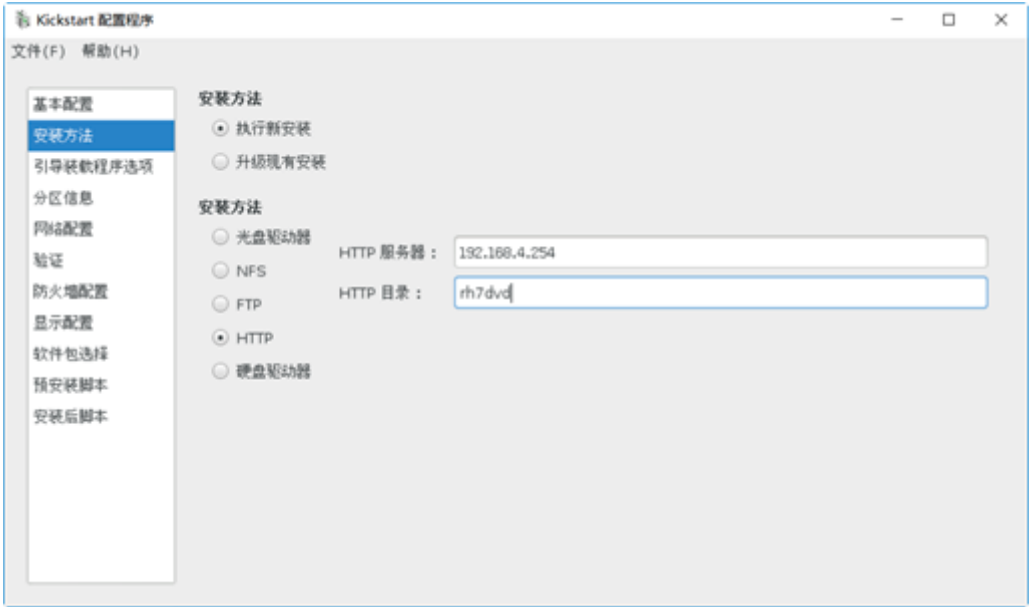 Kickstart 配置程序
文件(F) 帮助(H)
基本配置
安装方法
引导装载程序选项
分区信息
网络配置
验证
防火墙配置
显示配置
软件包选择
预安装脚本
安装后脚本
安装方法
执行新安装
升级现有安装
安装方法
光盘驱动器
NFS
FTP
HTTP
硬盘驱动器
HTTP 服务器： 192.168.4.254
HTTP 目录： rh7dvd